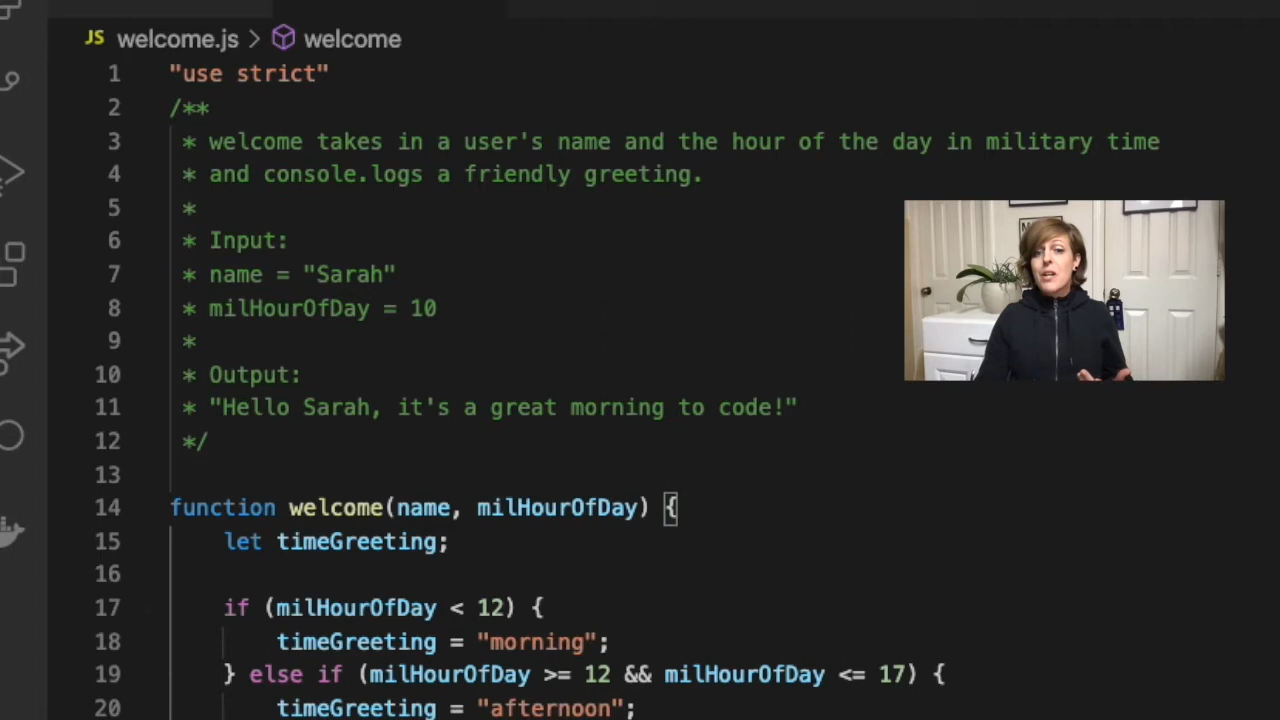 JS welcome.js > welcome
1 "use strict"
2 /**
3 * welcome takes in a user's name and the hour of the day in military time
4 * and console.logs a friendly greeting.
5 *
6 * Input:
7 * name = "Sarah"
8 * milHourOfDay = 10
9 *
10 * Output:
11 * "Hello Sarah, it's a great morning to code!"
12 */
13
14 function welcome(name, milHourOfDay) {
15 let timeGreeting;
16
17 if (milHourOfDay < 12) {
18 timeGreeting = "morning";
19 } else if (milHourOfDay >= 12 && milHourOfDay <= 17) {
20 timeGreeting = "afternoon";